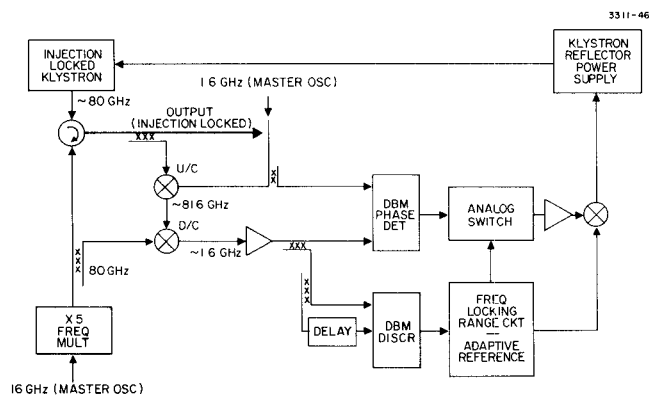 3311-46
INJECTION
LOCKED
KLYSTRON
KLYSTRON
REFLECTOR
POWER
SUPPLY
~80 GHz
1 6 GHz (MASTER OSC)
OUTPUT
(INJECTION LOCKED)
XXX
U/C
XX
~81 6 GHz
DBM
PHASE
DET
ANALOG
SWITCH
D/C
~1 6 GHz
XXX
XXX
80 GHz
XXX
X 5
FREQ
MULT
DELAY
DBM
DISCR
FREQ
LOCKING
RANGE CKT
—
ADAPTIVE
REFERENCE
16 GHz (MASTER OSC)